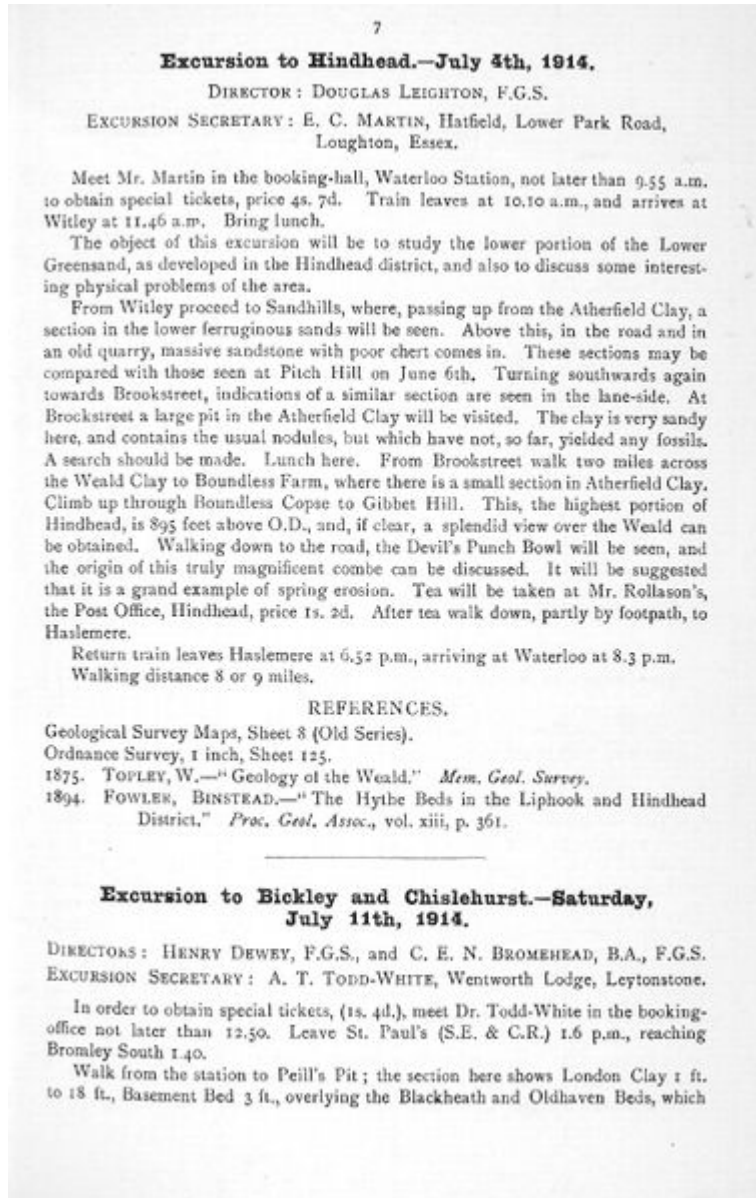 7
Excursion to Hindhead.—July 4th, 1914.
DIRECTOR: DOUGLAS LEIGHTON, F.G.S.
EXCURSION SECRETARY: E. C. MARTIN, Hatfield, Lower Park Road,
Loughton, Essex.
Meet Mr. Martin in the booking-hall, Waterloo Station, not later than 9.55 a.m.
to obtain special tickets, price 4s. 7d. Train leaves at 10.10 a.m., and arrives at
Witley at 11.46 a.m. Bring lunch.
The object of this excursion will be to study the lower portion of the Lower
Greensand, as developed in the Hindhead district, and also to discuss some interest-
ing physical problems of the area.
From Witley proceed to Sandhills, where, passing up from the Atherfield Clay, a
section in the lower ferruginous sands will be seen. Above this, in the road and in
an old quarry, massive sandstone with poor chert comes in. These sections may be
compared with those seen at Pitch Hill on June 6th. Turning southwards again
towards Brookstreet, indications of a similar section are seen in the lane-side. At
Brockstreet a large pit in the Atherfield Clay will be visited. The clay is very sandy
here, and contains the usual nodules, but which have not, so far, yielded any fossils.
A search should be made. Lunch here. From Brookstreet walk two miles across
the Weald Clay to Boundless Farm, where there is a small section in Atherfield Clay.
Climb up through Boundless Copse to Gibbet Hill. This, the highest portion of
Hindhead, is 895 feet above O.D., and, if clear, a splendid view over the Weald can
be obtained. Walking down to the road, the Devil's Punch Bowl will be seen, and
the origin of this truly magnificent combe can be discussed. It will be suggested
that it is a grand example of spring erosion. Tea will be taken at Mr. Rollason's,
the Post Office, Hindhead, price 1s. 2d. After tea walk down, partly by footpath, to
Haslemere.
Return train leaves Haslemere at 6.52 p.m., arriving at Waterloo at 8.3 p.m.
Walking distance 8 or 9 miles.
REFERENCES.
Geological Survey Maps, Sheet 8 (Old Series).
Ordnance Survey, 1 inch, Sheet 125.
1875. TOPLEY, W.—"Geology of the Weald." Mem. Geol. Survey.
1894. FOWLER, BINSTEAD.—"The Hythe Beds in the Liphook and Hindhead
District." Proc. Geol. Assoc., vol. xiii, p. 361.
Excursion to Bickley and Chislehurst.—Saturday,
July 11th, 1914.
DIRECTORS: HENRY DEWEY, F.G.S., and C. E. N. BROMEHEAD, B.A., F.G.S.
EXCURSION SECRETARY: A. T. TODD-WHITE, Wentworth Lodge, Leytonstone.
In order to obtain special tickets, (1s. 4d.), meet Dr. Todd-White in the booking-
office not later than 12.50. Leave St. Paul's (S.E. & C.R.) 1.6 p.m., reaching
Bromley South 1.40.
Walk from the station to Peill's Pit; the section here shows London Clay 1 ft.
to 18 ft., Basement Bed 3 ft., overlying the Blackheath and Oldhaven Beds, which